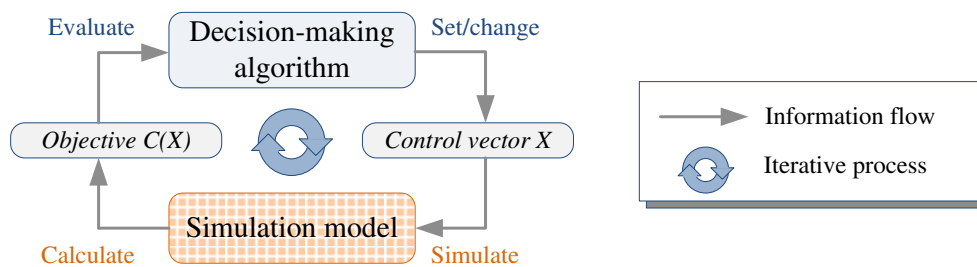 Evaluate
Decision-making
algorithm
Set/change
Objective C(X)
Control vector X
Simulation model
Calculate
Simulate
Information flow
Iterative process